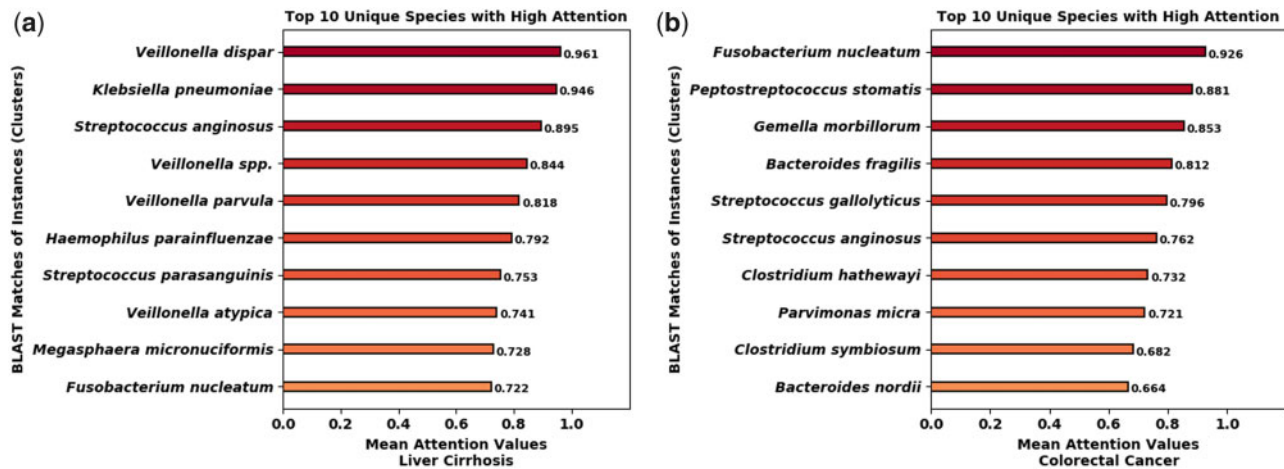 (a)
Top 10 Unique Species with High Attention
BLAST Matches of Instances (Clusters)
Veillonella dispar 0.961
Klebsiella pneumoniae 0.946
Streptococcus anginosus 0.895
Veillonella spp. 0.844
Veillonella parvula 0.818
Haemophilus parainfluenzae 0.792
Streptococcus parasanguinis 0.753
Veillonella atypica 0.741
Megasphaera micronuciformis 0.728
Fusobacterium nucleatum 0.722
0.0 0.2 0.4 0.6 0.8 1.0
Mean Attention Values
Liver Cirrhosis
(b)
Top 10 Unique Species with High Attention
BLAST Matches of Instances (Clusters)
Fusobacterium nucleatum 0.926
Peptostreptococcus stomatis 0.881
Gemella morbillorum 0.853
Bacteroides fragilis 0.812
Streptococcus gallolyticus 0.796
Streptococcus anginosus 0.762
Clostridium hathewayi 0.732
Parvimonas micra 0.721
Clostridium symbiosum 0.682
Bacteroides nordii 0.664
0.0 0.2 0.4 0.6 0.8 1.0
Mean Attention Values
Colorectal Cancer